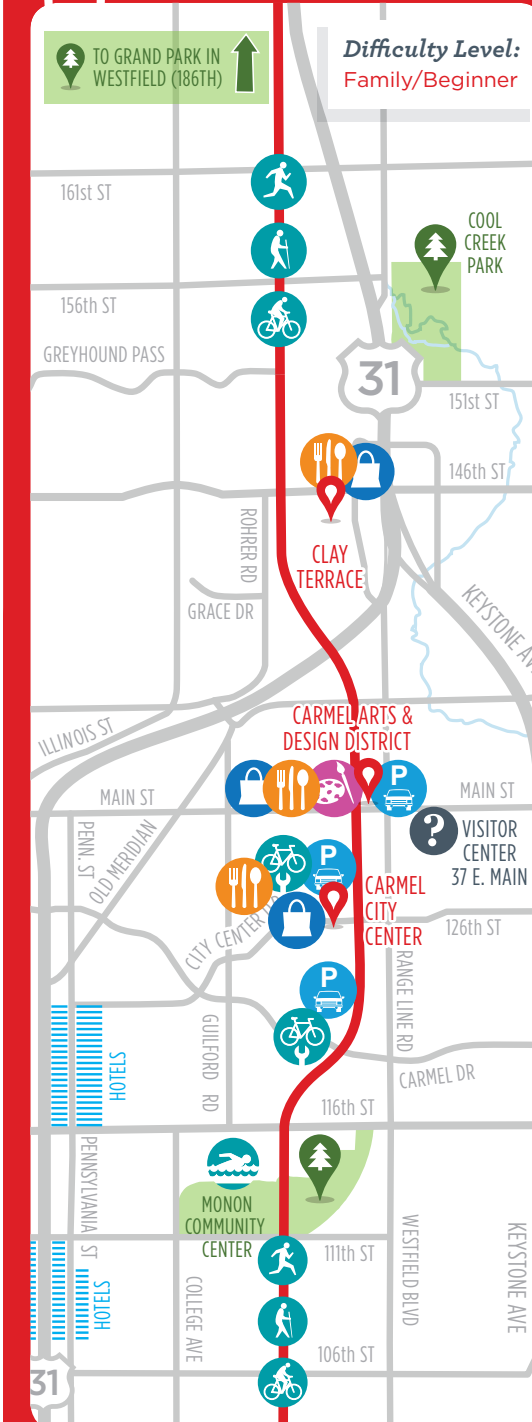 TO GRAND PARK IN
WESTFIELD (186TH)
Difficulty Level:
Family/Beginner
161st ST
COOL
CREEK
PARK
156th ST
GREYHOUND PASS
31
151st ST
146th ST
ROHRER RD
CLAY
TERRACE
GRACE DR
KEYSTONE AV
CARMEL ARTS &
DESIGN DISTRICT
ILLINOIS ST
P
MAIN ST
MAIN ST
?
VISITOR
CENTER
37 E. MAIN
PENN. ST
OLD MERIDIAN
P
CARMEL
CITY
CENTER
126th ST
CITY CENTER
P
RANGE LINE RD
GUILFORD RD
HOTELS
CARMEL DR
116th ST
PENNSYLVANIA ST
MONON
COMMUNITY
CENTER
WESTFIELD BLVD
KEYSTONE AVE
111th ST
COLLEGE AVE
HOTELS
106th ST
31